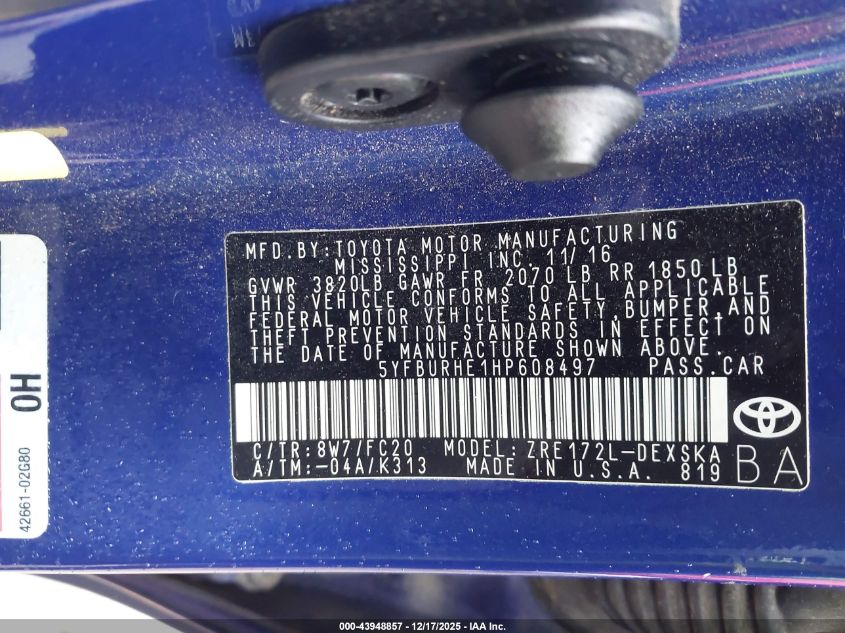 MFD.BY:TOYOTA MOTOR MANUFACTURING
MISSISSIPPI INC. 11/16
GVWR 3820LB GAWR FR 2070 LB RR 1850 LB
THIS VEHICLE CONFORMS TO ALL APPLICABLE
FEDERAL MOTOR VEHICLE SAFETY,BUMPER,AND
THEFT PREVENTION STANDARDS IN EFFECT ON
THE DATE OF MANUFACTURE SHOWN ABOVE.
5YFBURHE1HP608497 PASS.CAR
C/TR:8W7/FC20 MODEL:ZRE172L-DEXSKA
A/TM:-04A/K313 MADE IN U.S.A. 819
BA
0H
42661-02G80
000-43948857 - 12/17/2025 - IAA Inc.